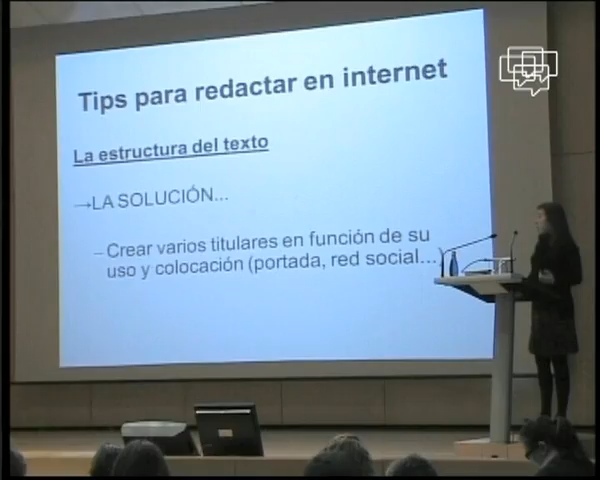 Tips para redactar en internet
La estructura del texto
→LA SOLUCIÓN...
– Crear varios titulares en función de su
uso y colocación (portada, red social...)